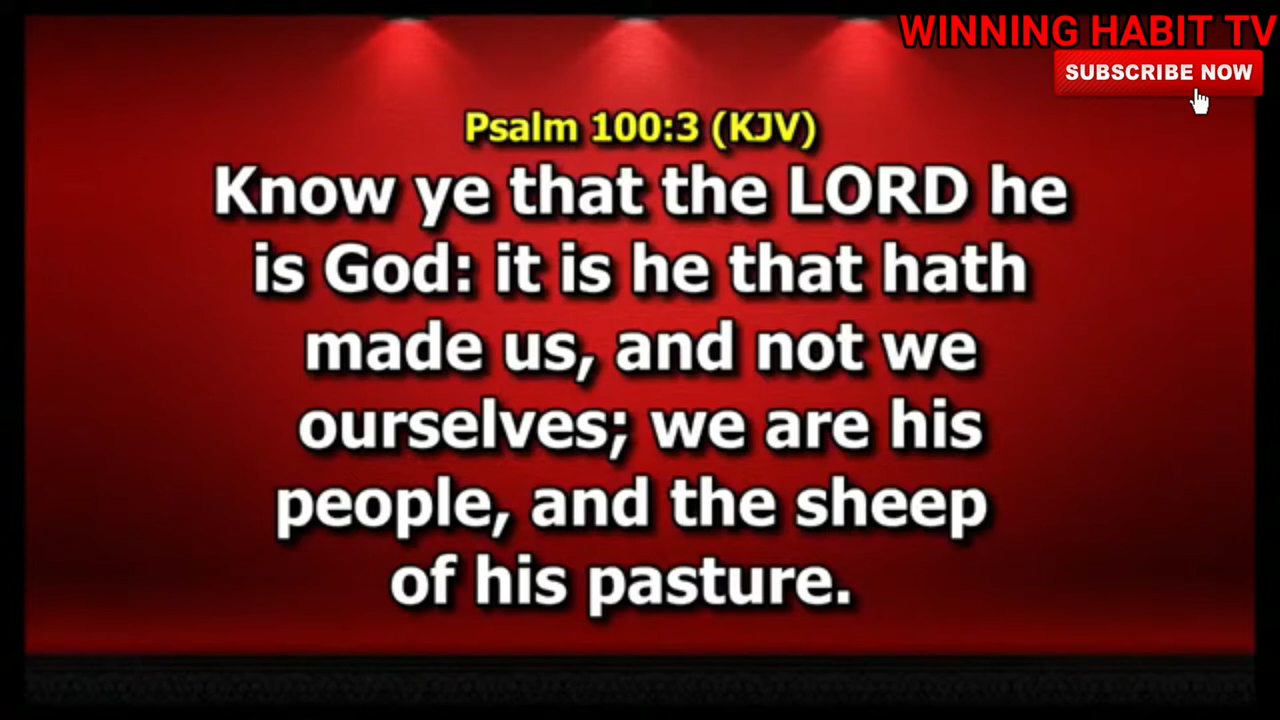 WINNING HABIT TV
SUBSCRIBE NOW
Psalm 100:3 (KJV)
Know ye that the LORD he
is God: it is he that hath
made us, and not we
ourselves; we are his
people, and the sheep
of his pasture.